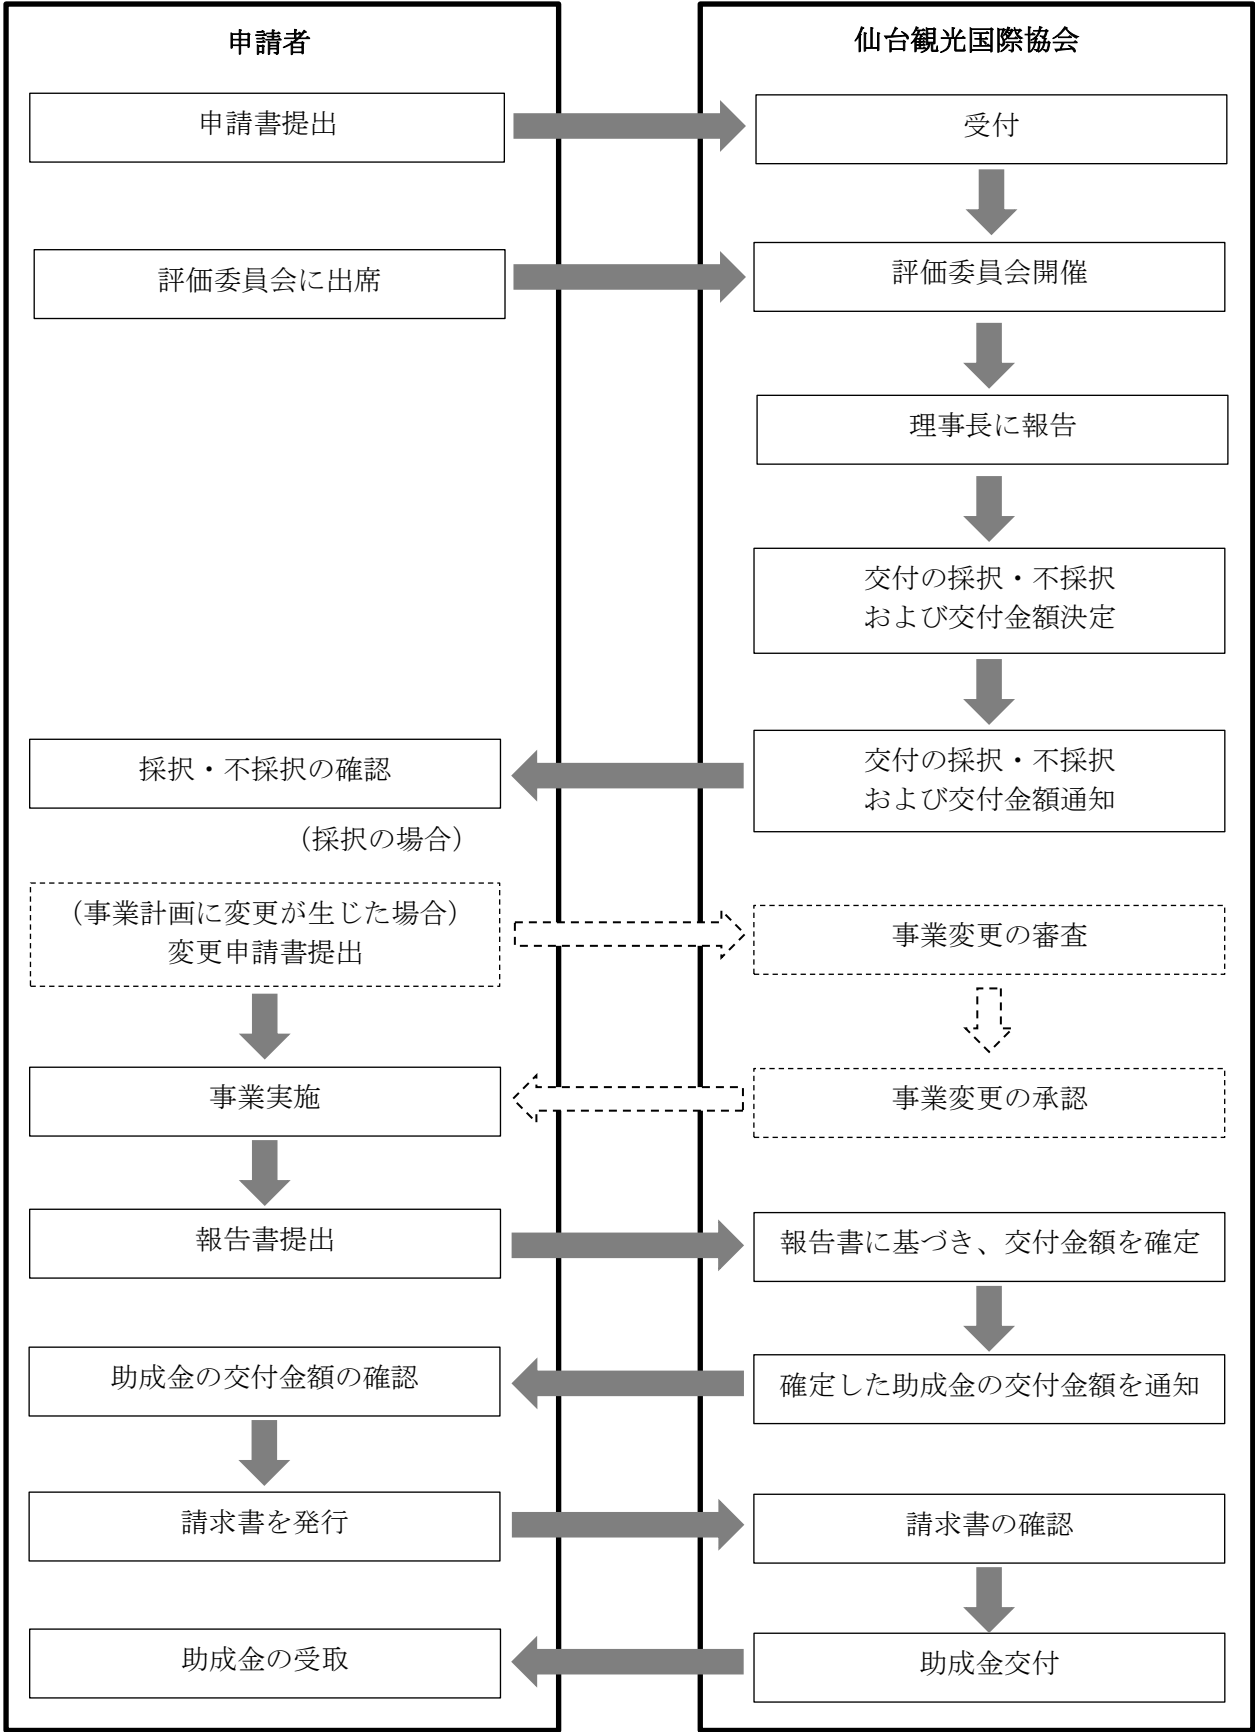 申請者
仙台観光国際協会
申請書提出
受付
評価委員会に出席
評価委員会開催
理事長に報告
交付の採択・不採択
および交付金額決定
採択・不採択の確認
交付の採択・不採択
および交付金額通知
（採択の場合）
（事業計画に変更が生じた場合）
変更申請書提出
事業変更の審査
事業実施
事業変更の承認
報告書提出
報告書に基づき、交付金額を確定
助成金の交付金額の確認
確定した助成金の交付金額を通知
請求書を発行
請求書の確認
助成金の受取
助成金交付